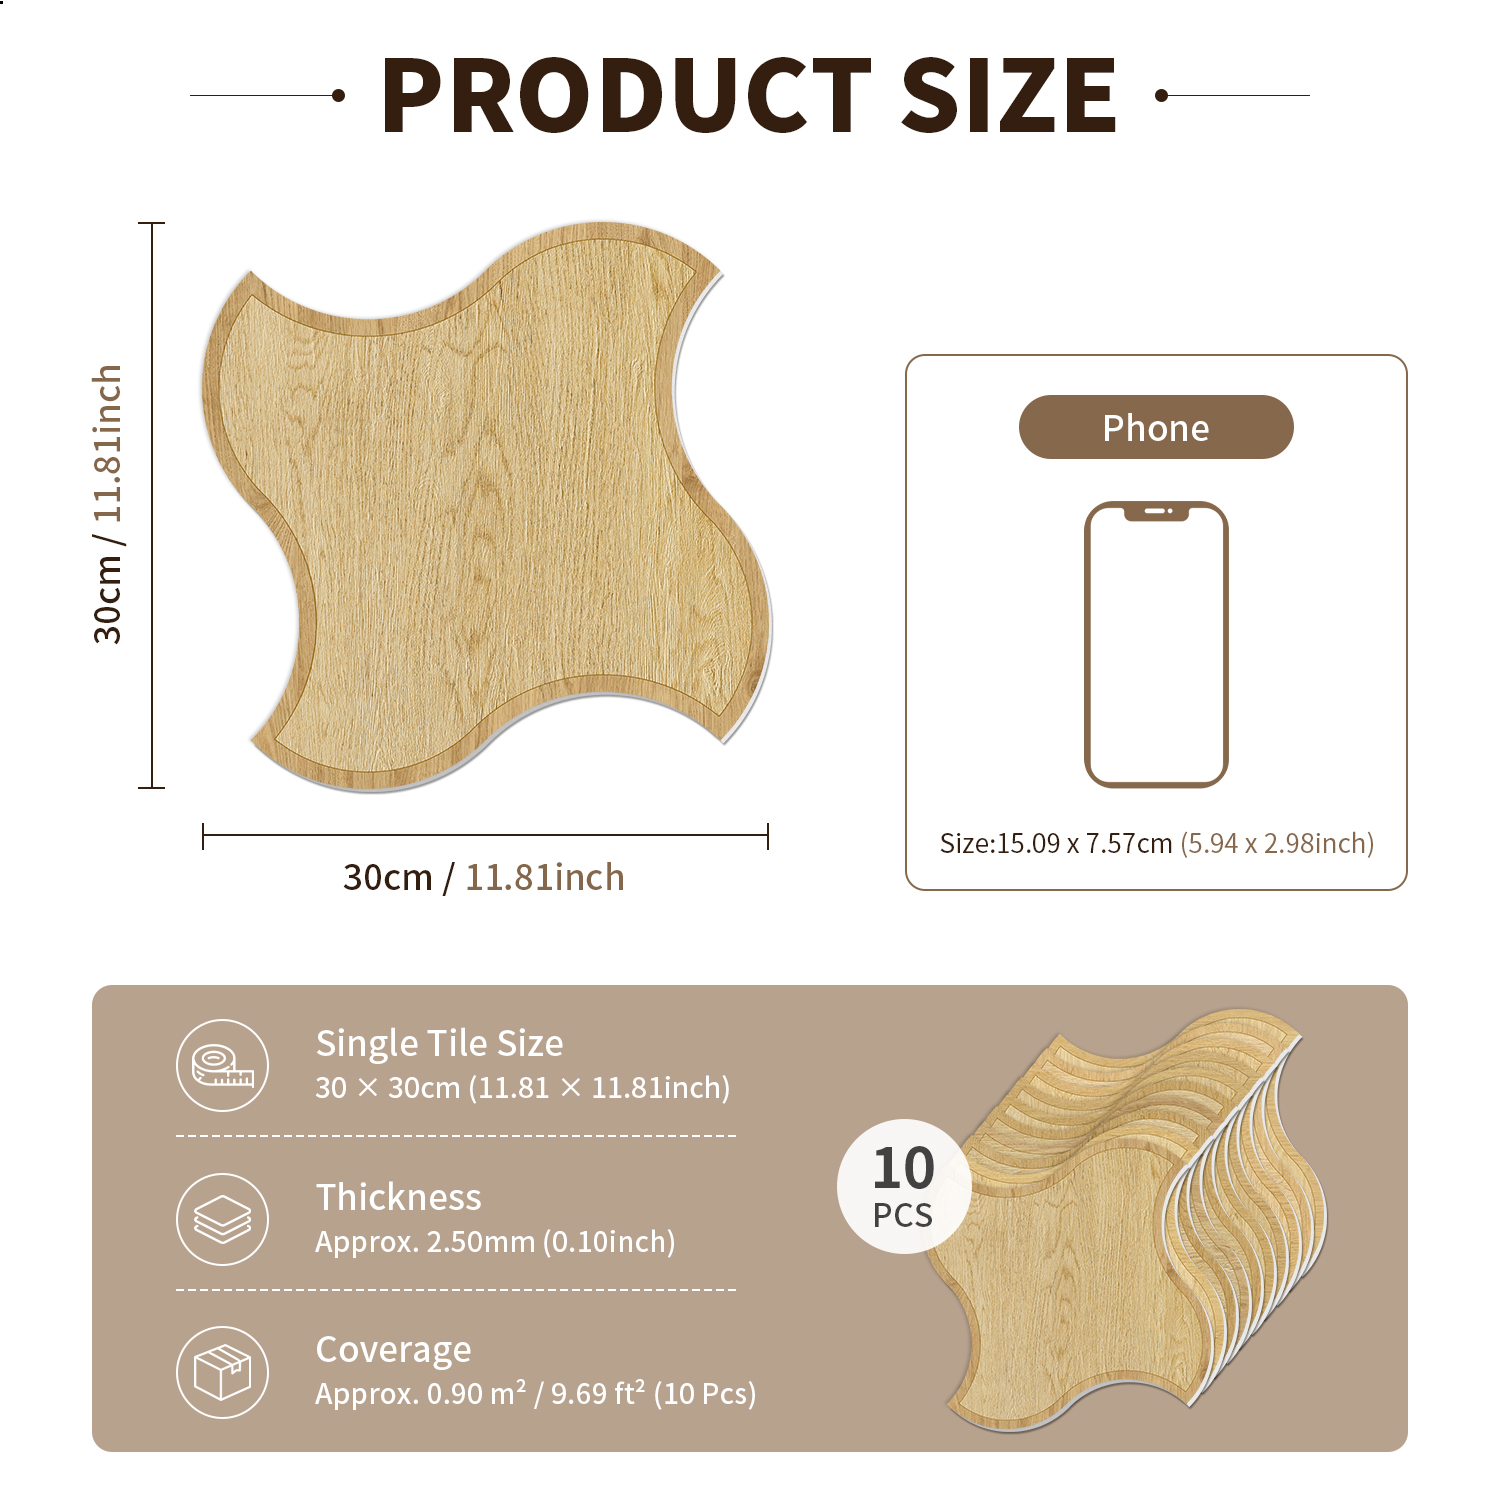 PRODUCT SIZE
30cm / 11.81inch
30cm / 11.81inch
Phone
Size:15.09 x 7.57cm (5.94 x 2.98inch)
Single Tile Size
30 × 30cm (11.81 × 11.81inch)
Thickness
Approx. 2.50mm (0.10inch)
Coverage
Approx. 0.90 m² / 9.69 ft² (10 Pcs)
10
PCS